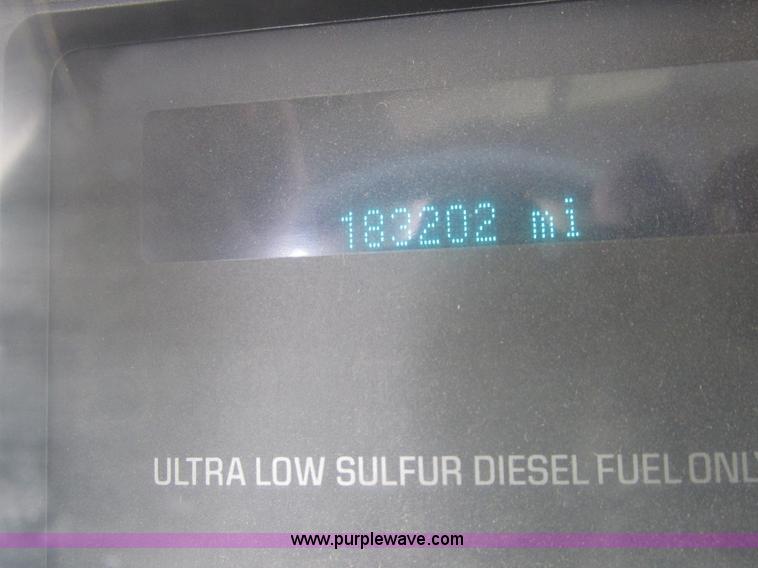 183202 mi
ULTRA LOW SULFUR DIESEL FUEL ONLY
www.purplewave.com